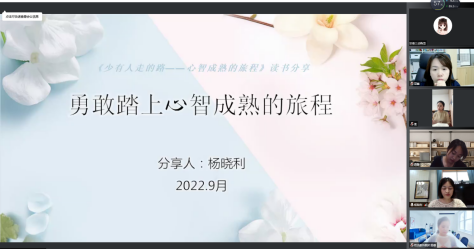 《少有人走的路——心智成熟的旅程》读书分享
勇敢踏上心智成熟的旅程
分享人：杨晓利
2022.9月